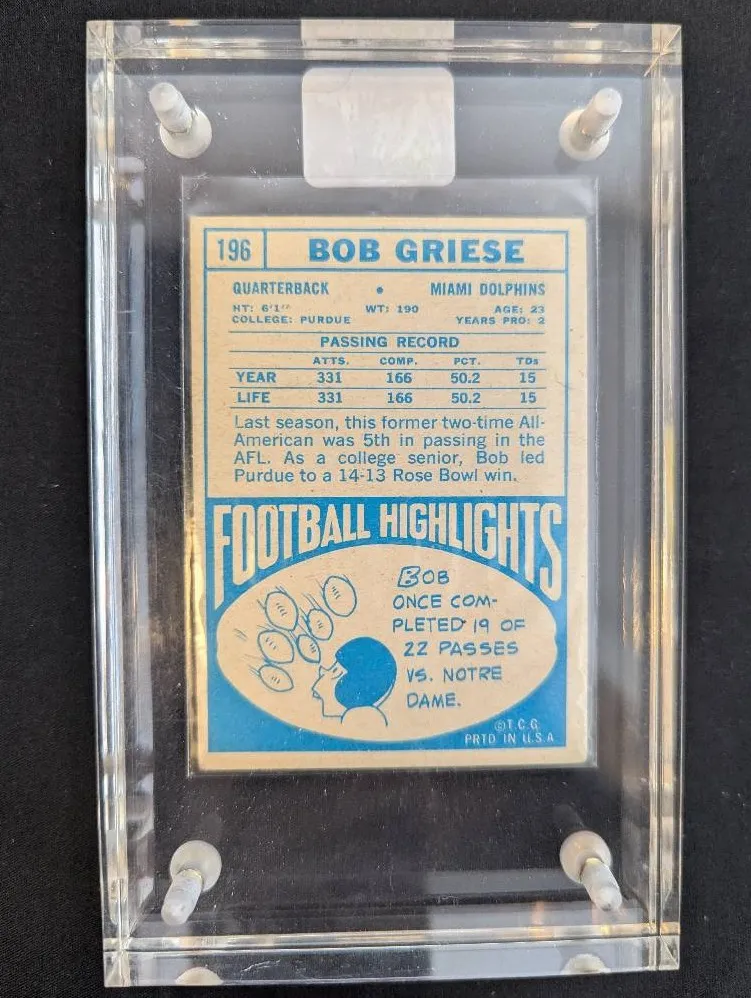 196 BOB GRIESE
QUARTERBACK • MIAMI DOLPHINS
HT: 6'1" WT: 190 AGE: 23
COLLEGE: PURDUE YEARS PRO: 2
PASSING RECORD
ATTS. COMP. PCT. TDs
YEAR 331 166 50.2 15
LIFE 331 166 50.2 15
Last season, this former two-time All-
American was 5th in passing in the
AFL. As a college senior, Bob led
Purdue to a 14-13 Rose Bowl win.
FOOTBALL HIGHLIGHTS
BOB
ONCE COM-
PLETED 19 OF
22 PASSES
VS. NOTRE
DAME.
©T.C.G.
PRTD IN U.S.A.